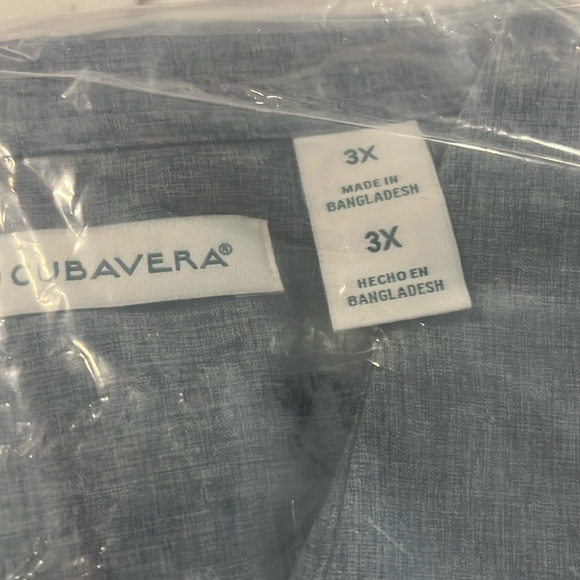 CUBAVERA®
3X
MADE IN
BANGLADESH
3X
HECHO EN
BANGLADESH